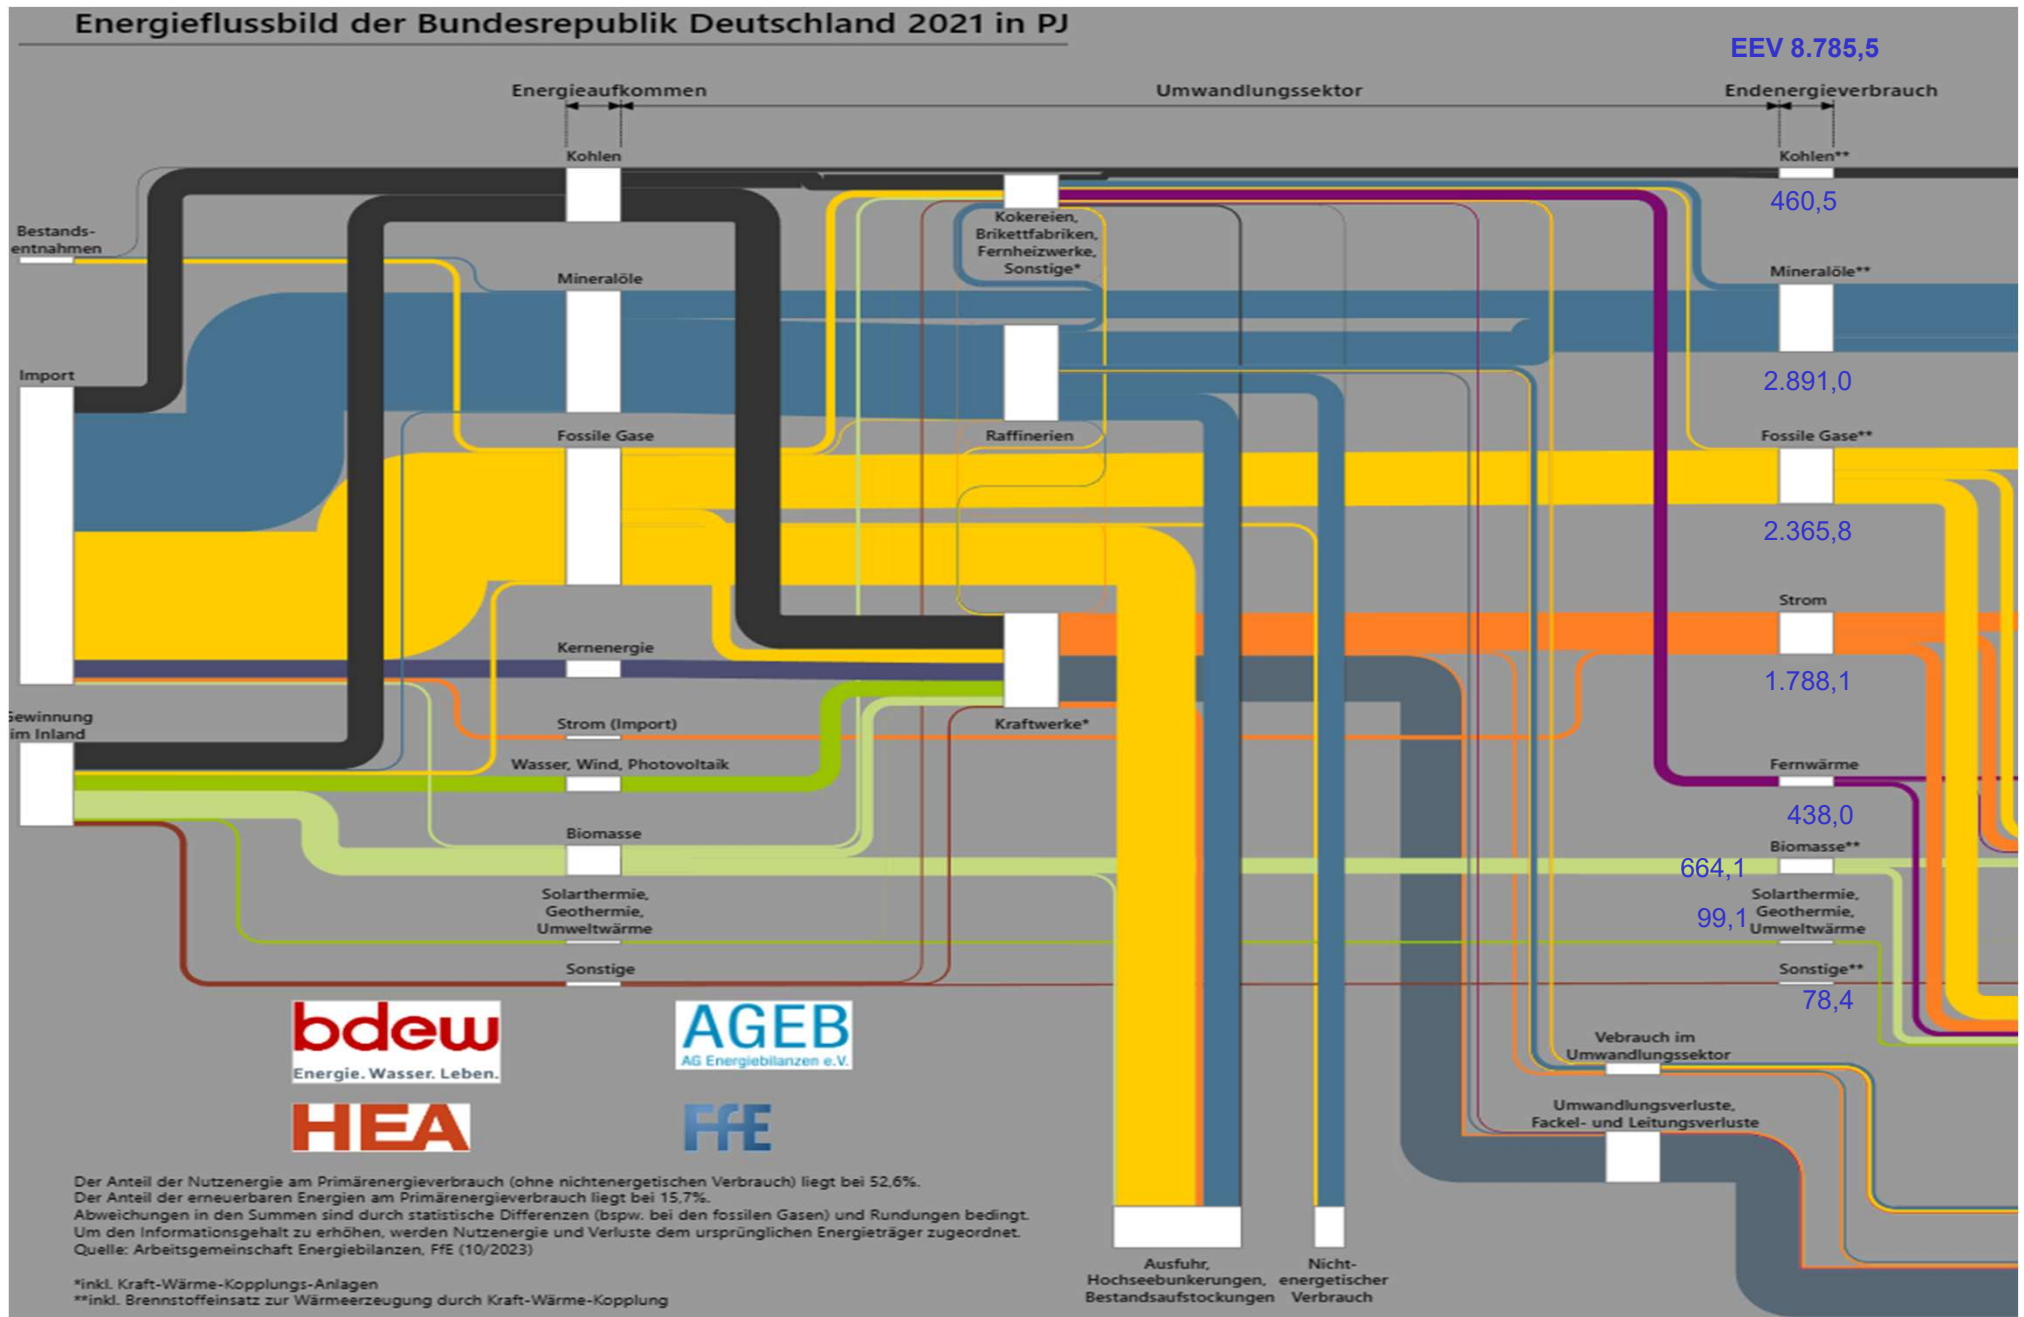 Energieflussbild der Bundesrepublik Deutschland 2021 in PJ
EEV 8.785,5
Energieaufkommen
Umwandlungssektor
Endenergieverbrauch
Kohlen
Kohlen**
460,5
Bestands-
entnahmen
Kokereien,
Brikettfabriken,
Fernheizwerke,
Sonstige*
Mineralöle
Mineralöle**
2.891,0
Import
Fossile Gase
Raffinerien
Fossile Gase**
2.365,8
Strom
1.788,1
Kernenergie
Gewinnung
im Inland
Strom (Import)
Kraftwerke*
Wasser, Wind, Photovoltaik
Fernwärme
438,0
Biomasse
Biomasse**
664,1
Solarthermie,
Geothermie,
Umweltwärme
Solarthermie,
Geothermie,
Umweltwärme
99,1
Sonstige
Sonstige**
78,4
bdew
Energie. Wasser. Leben.
AGEB
AG Energiebilanzen e.V.
HEA
FfE
Vebrauch im
Umwandlungssektor
Umwandlungsverluste,
Fackel- und Leitungsverluste
Der Anteil der Nutzenergie am Primärenergieverbrauch (ohne nichtenergetischen Verbrauch) liegt bei 52,6%.
Der Anteil der erneuerbaren Energien am Primärenergieverbrauch liegt bei 15,7%.
Abweichungen in den Summen sind durch statistische Differenzen (bspw. bei den fossilen Gasen) und Rundungen bedingt.
Um den Informationsgehalt zu erhöhen, werden Nutzenergie und Verluste dem ursprünglichen Energieträger zugeordnet.
Quelle: Arbeitsgemeinschaft Energiebilanzen, FfE (10/2023)
*inkl. Kraft-Wärme-Kopplungs-Anlagen
**inkl. Brennstoffeinsatz zur Wärmeerzeugung durch Kraft-Wärme-Kopplung
Ausfuhr,
Hochseebunkerungen,
Bestandsaufstockungen
Nicht-
energetischer
Verbrauch